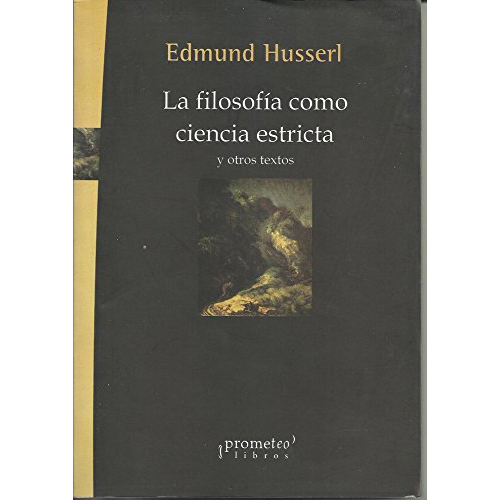 Edmund Husserl
La filosofía como
ciencia estricta
y otros textos
prometeo
libros